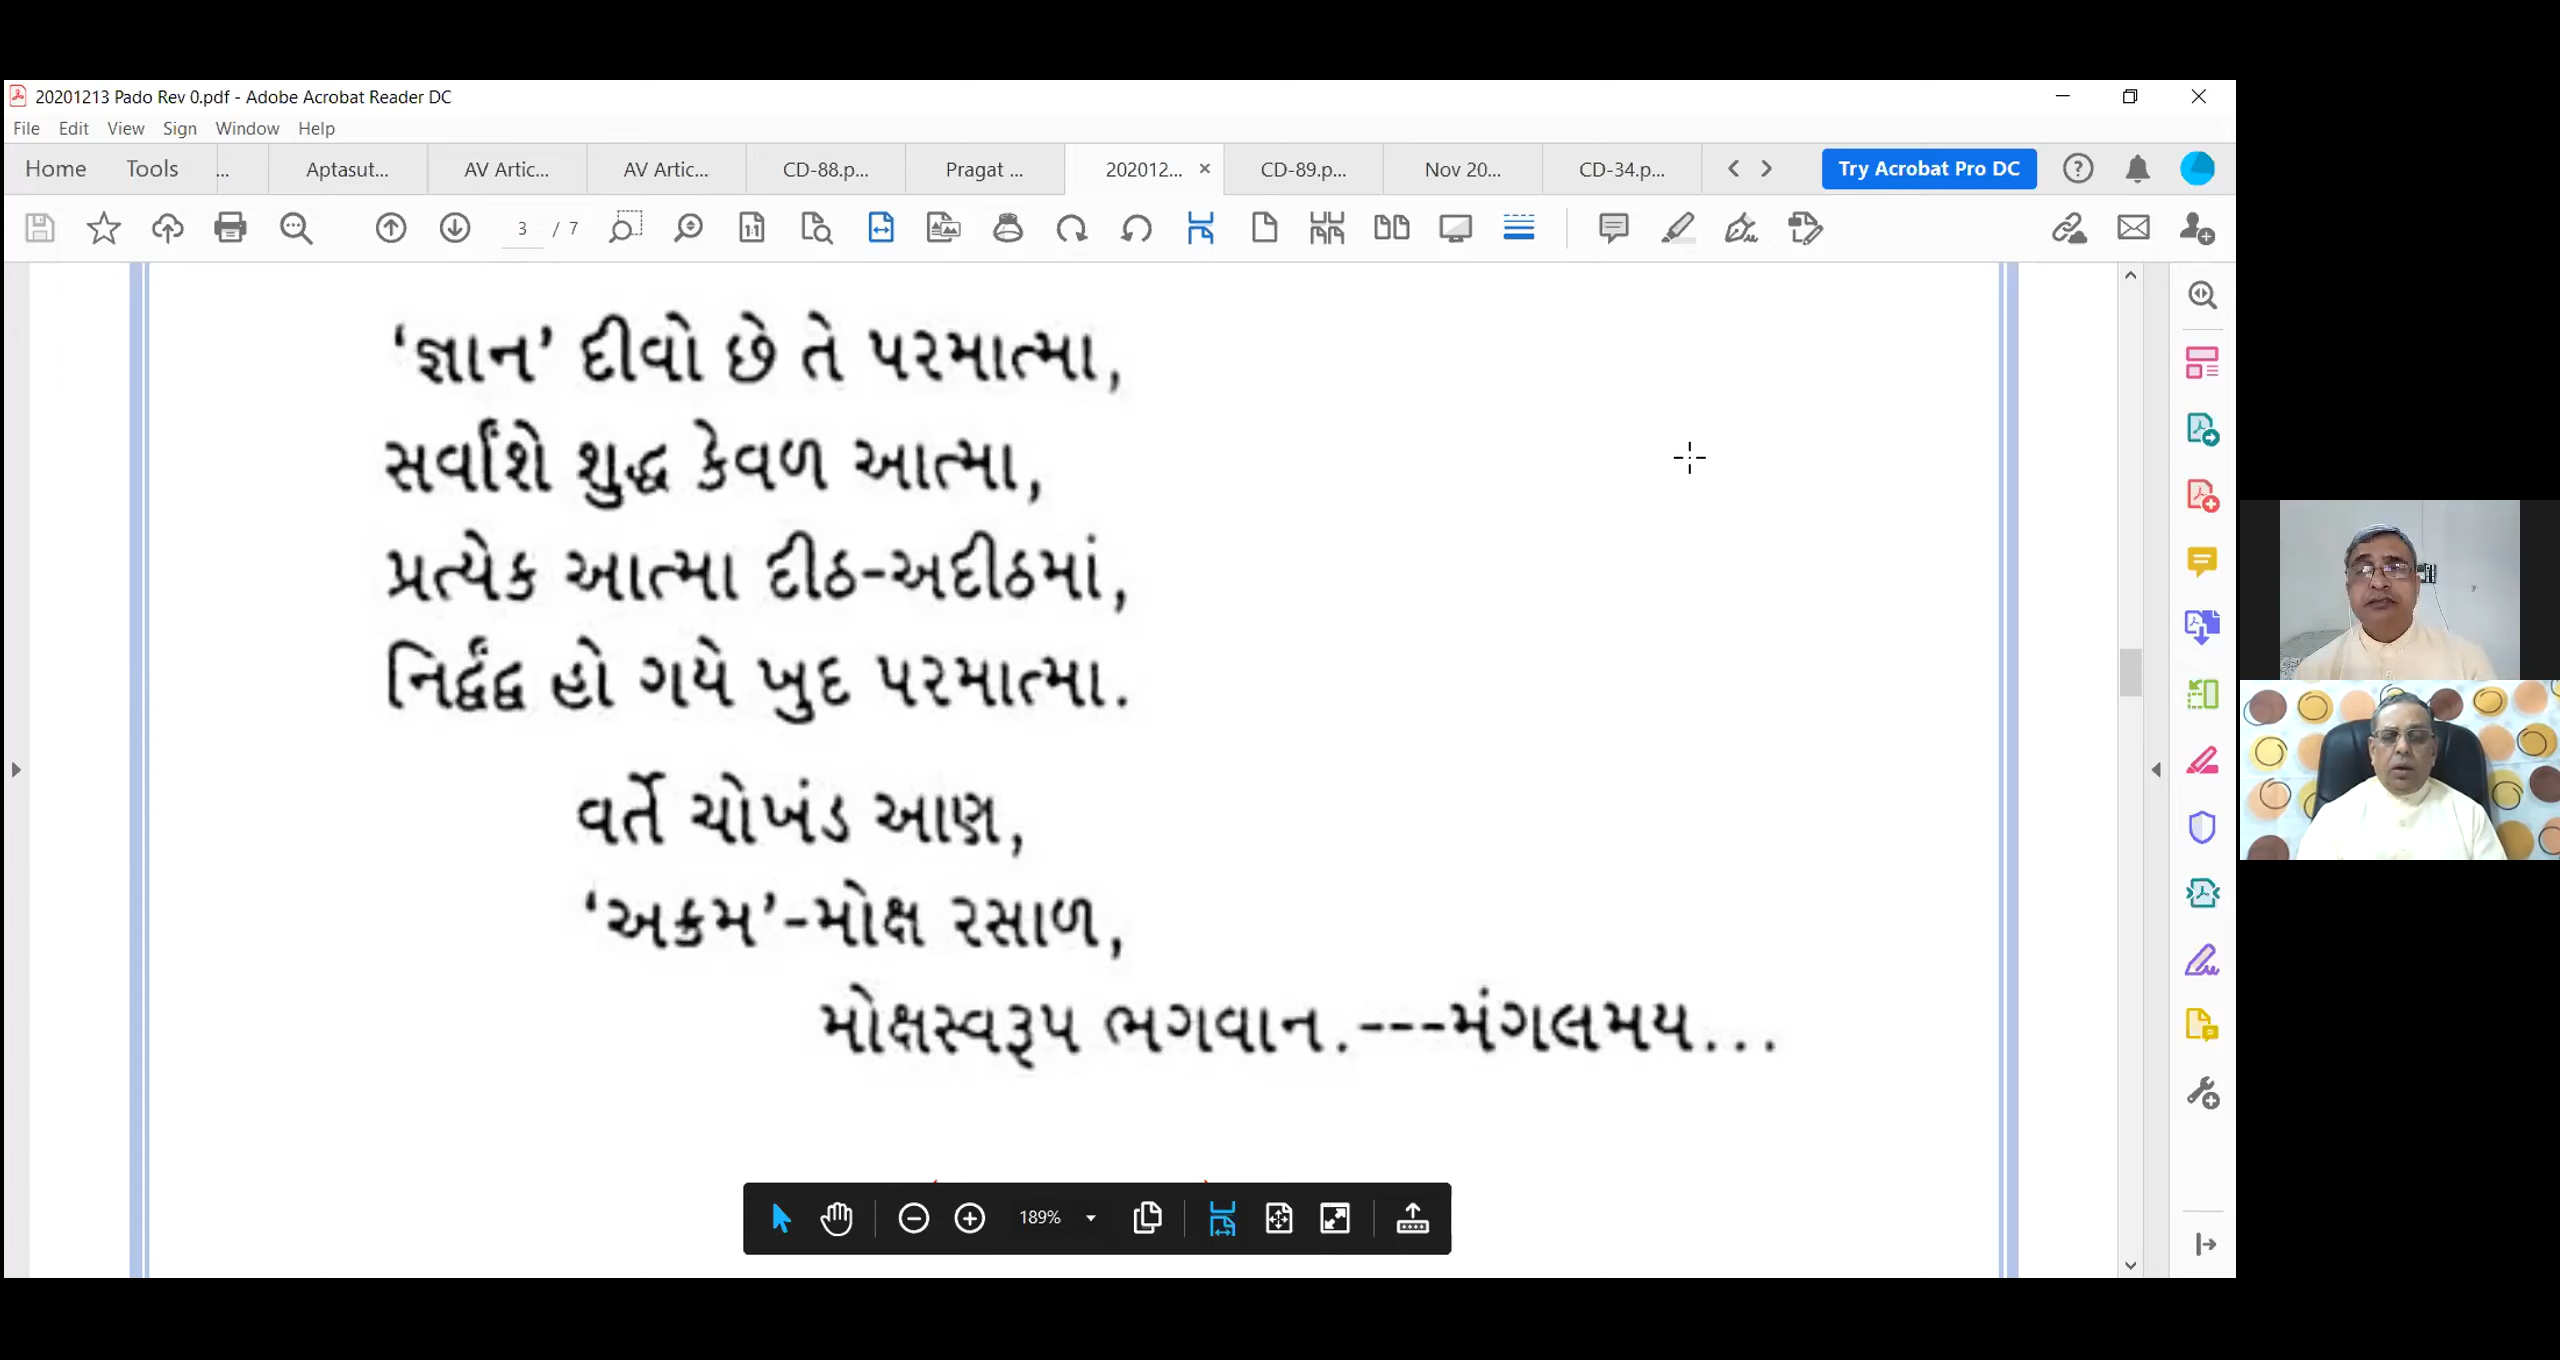 20201213 Pado Rev 0.pdf - Adobe Acrobat Reader DC
File Edit View Sign Window Help
Home Tools ... Aptasut... AV Artic... AV Artic... CD-88.p... Pragat ... 202012... CD-89.p... Nov 20... CD-34.p... Try Acrobat Pro DC
3 / 7
‘જ્ઞાન’ દીવો છે તે પરમાત્મા,
સર્વાંશે શુદ્ધ કેવળ આત્મા,
પ્રત્યેક આત્મા દીઠ-અદીઠમાં,
નિર્દ્વંદ્વ હો ગયે ખુદ પરમાત્મા.
વર્તે ચોખંડ આણ,
‘અક્રમ’-મોક્ષ રસાળ,
મોક્ષસ્વરૂપ ભગવાન.---મંગલમય...
189%